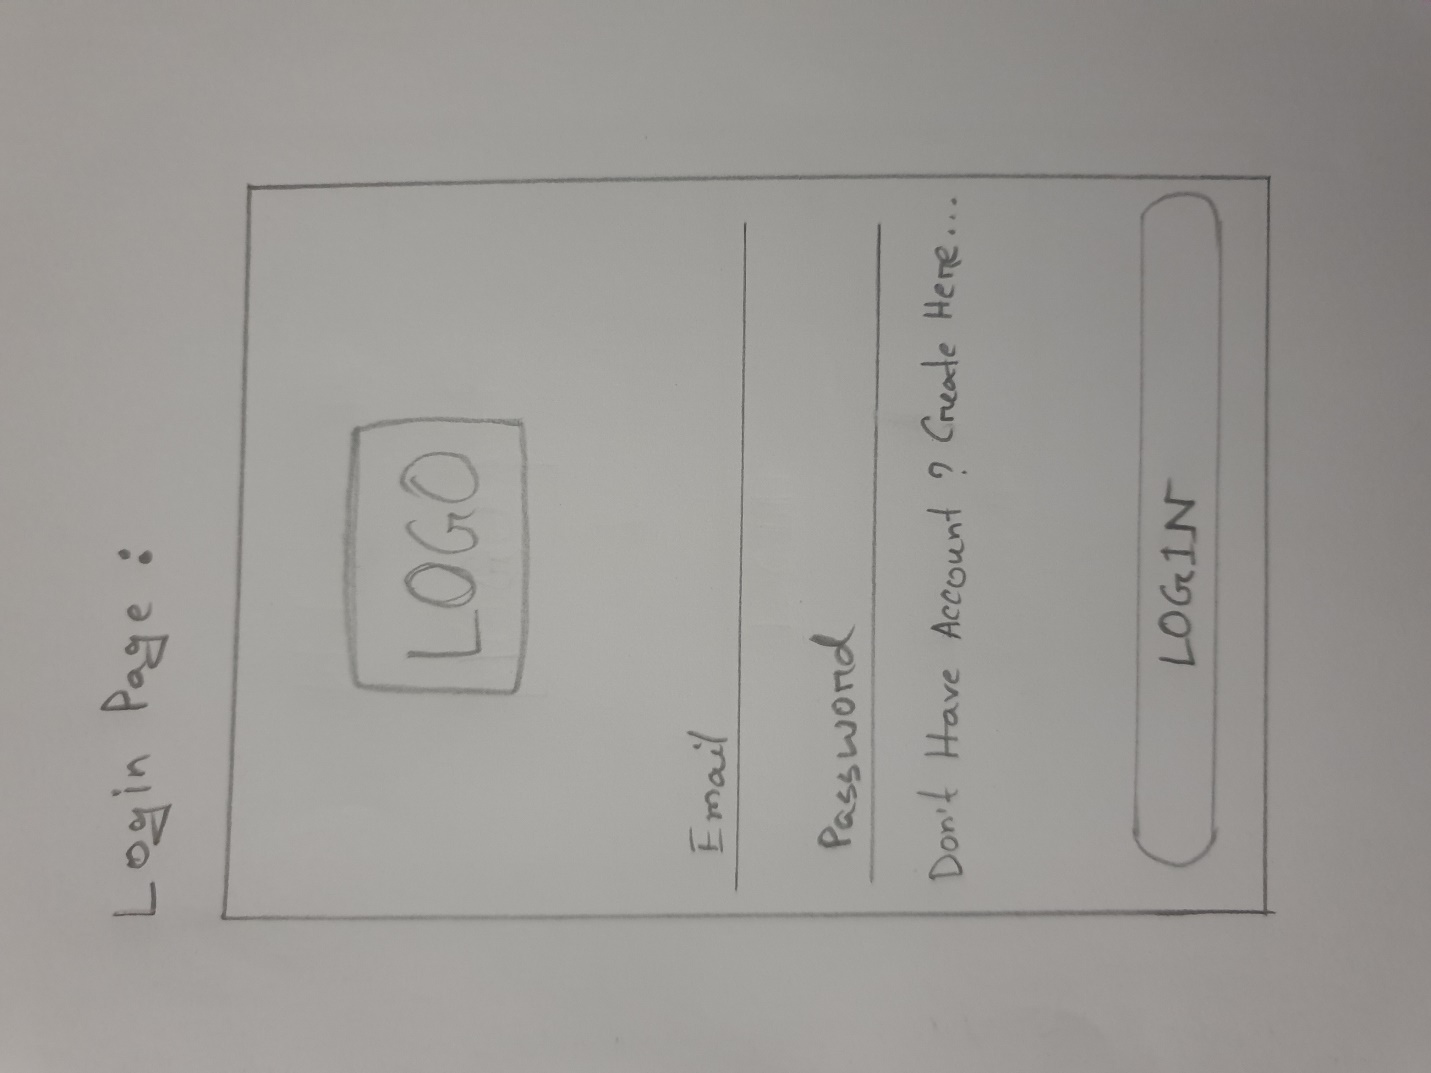 Login Page :
LOGO
Email
Password
Don't Have Account ? Create Here...
LOGIN